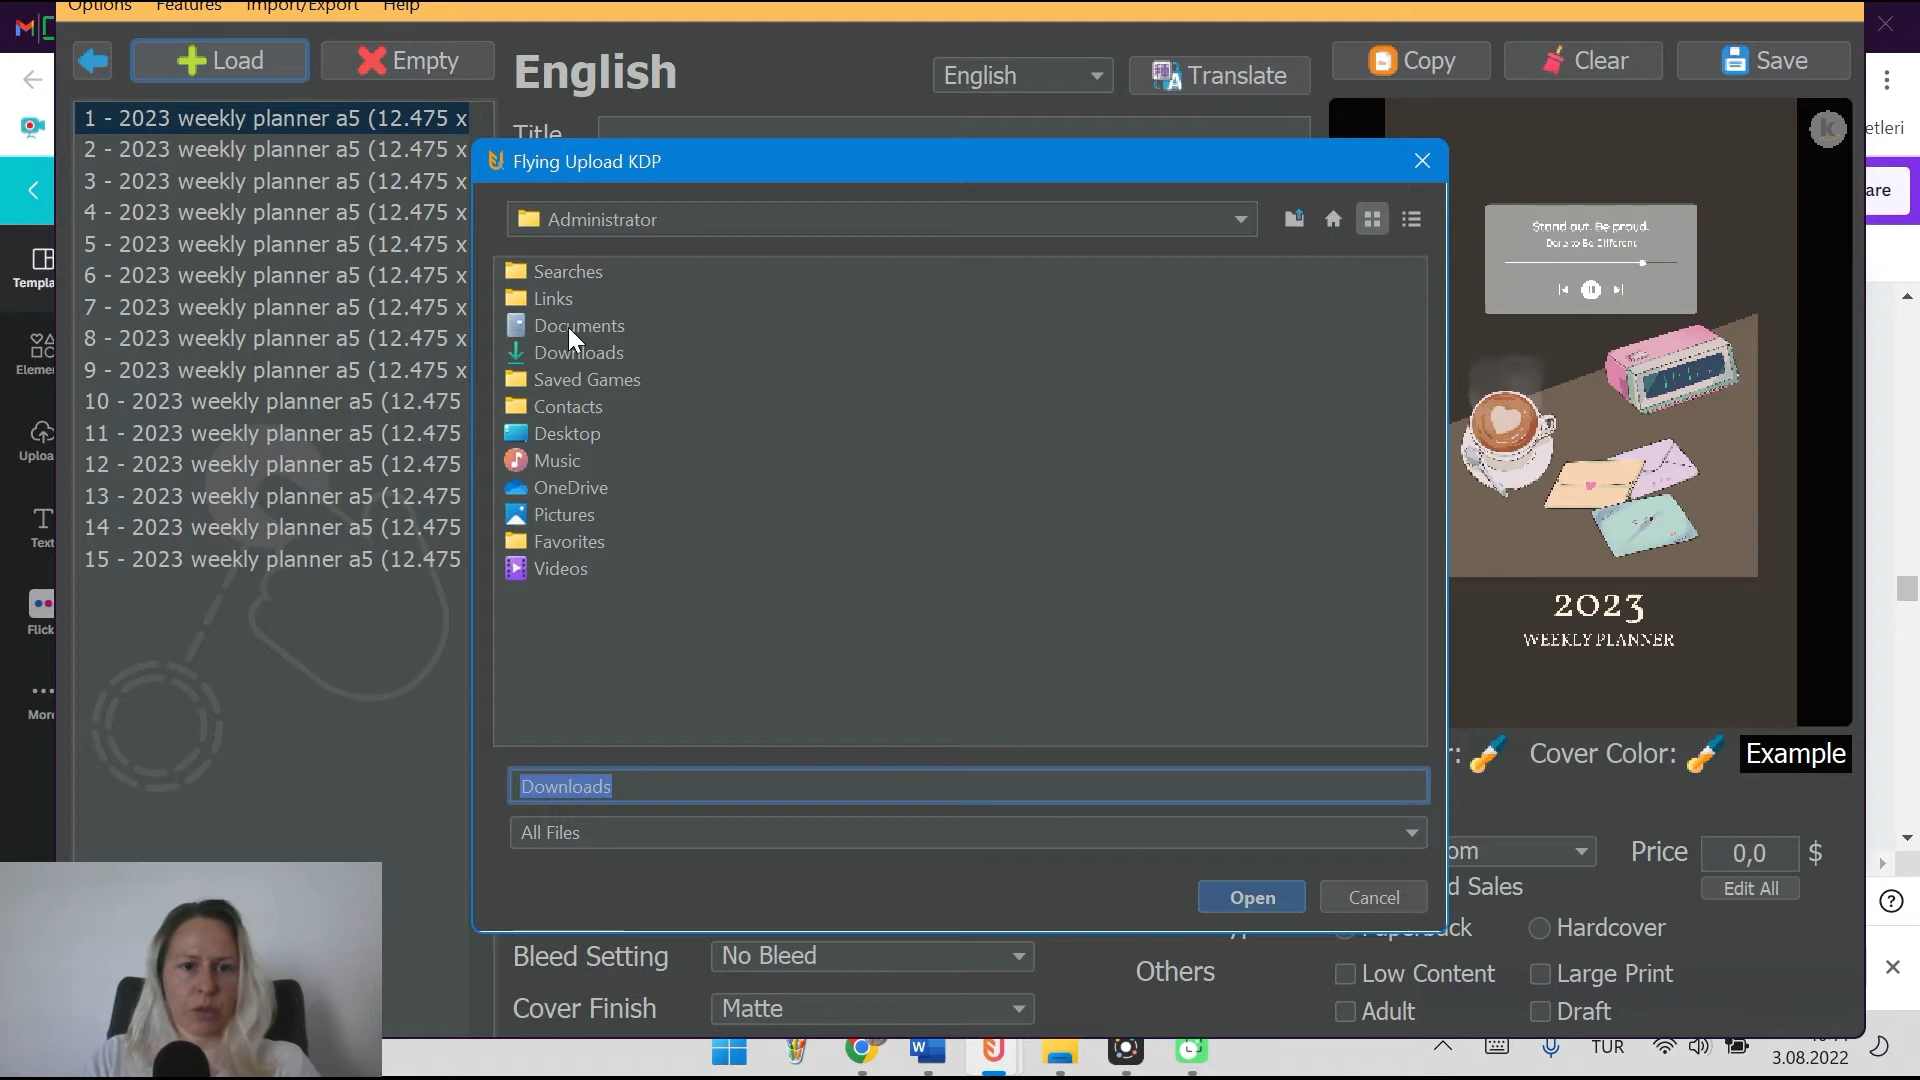 Options Features Import/Export Help
Load
Empty
English
English
Translate
Copy
Clear
Save
Title
1 - 2023 weekly planner a5 (12.475 x
2 - 2023 weekly planner a5 (12.475 x
3 - 2023 weekly planner a5 (12.475 x
4 - 2023 weekly planner a5 (12.475 x
5 - 2023 weekly planner a5 (12.475 x
6 - 2023 weekly planner a5 (12.475 x
7 - 2023 weekly planner a5 (12.475 x
8 - 2023 weekly planner a5 (12.475 x
9 - 2023 weekly planner a5 (12.475 x
10 - 2023 weekly planner a5 (12.475
11 - 2023 weekly planner a5 (12.475
12 - 2023 weekly planner a5 (12.475
13 - 2023 weekly planner a5 (12.475
14 - 2023 weekly planner a5 (12.475
15 - 2023 weekly planner a5 (12.475
Templa
Elemen
Uploa
Text
Flick
More
Flying Upload KDP
Administrator
Searches
Links
Documents
Downloads
Saved Games
Contacts
Desktop
Music
OneDrive
Pictures
Favorites
Videos
Downloads
All Files
Open
Cancel
k
etleri
are
Stand out. Be proud.
Dare to Be Different
2023
WEEKLY PLANNER
: Cover Color: Example
om
Price 0,0 $
d Sales
Edit All
Hardcover
Bleed Setting No Bleed
Others
Low Content
Large Print
Cover Finish Matte
Adult
Draft
TUR
3.08.2022